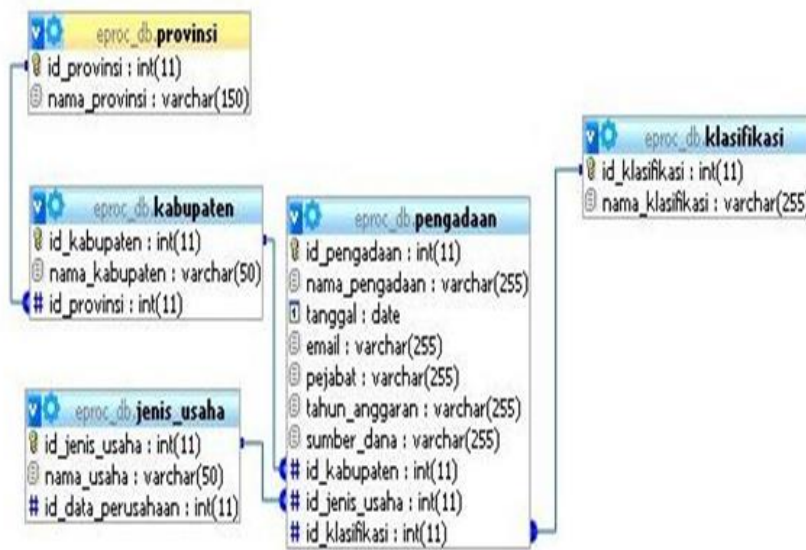 eproc_db.provinsi
id_provinsi : int(11)
nama_provinsi : varchar(150)
eproc_db.kabupaten
id_kabupaten : int(11)
nama_kabupaten : varchar(50)
# id_provinsi : int(11)
eproc_db.jenis_usaha
id_jenis_usaha : int(11)
nama_usaha : varchar(50)
# id_data_perusahaan : int(11)
eproc_db.pengadaan
id_pengadaan : int(11)
nama_pengadaan : varchar(255)
tanggal : date
email : varchar(255)
pejabat : varchar(255)
tahun_anggaran : varchar(255)
sumber_dana : varchar(255)
# id_kabupaten : int(11)
# id_jenis_usaha : int(11)
# id_klasifikasi : int(11)
eproc_db.klasifikasi
id_klasifikasi : int(11)
nama_klasifikasi : varchar(255)